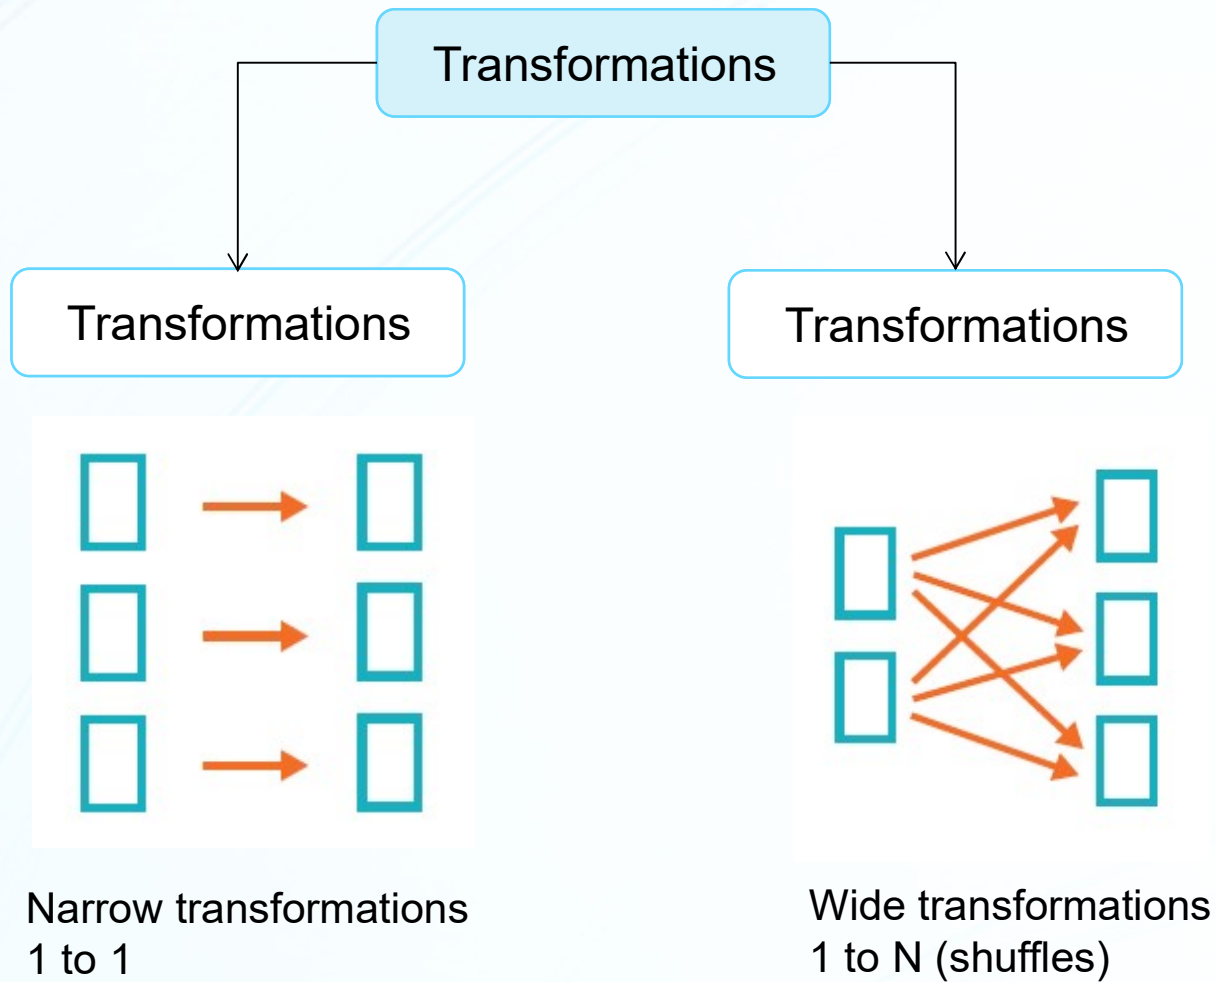 Transformations
Transformations
Transformations
Narrow transformations
1 to 1
Wide transformations
1 to N (shuffles)